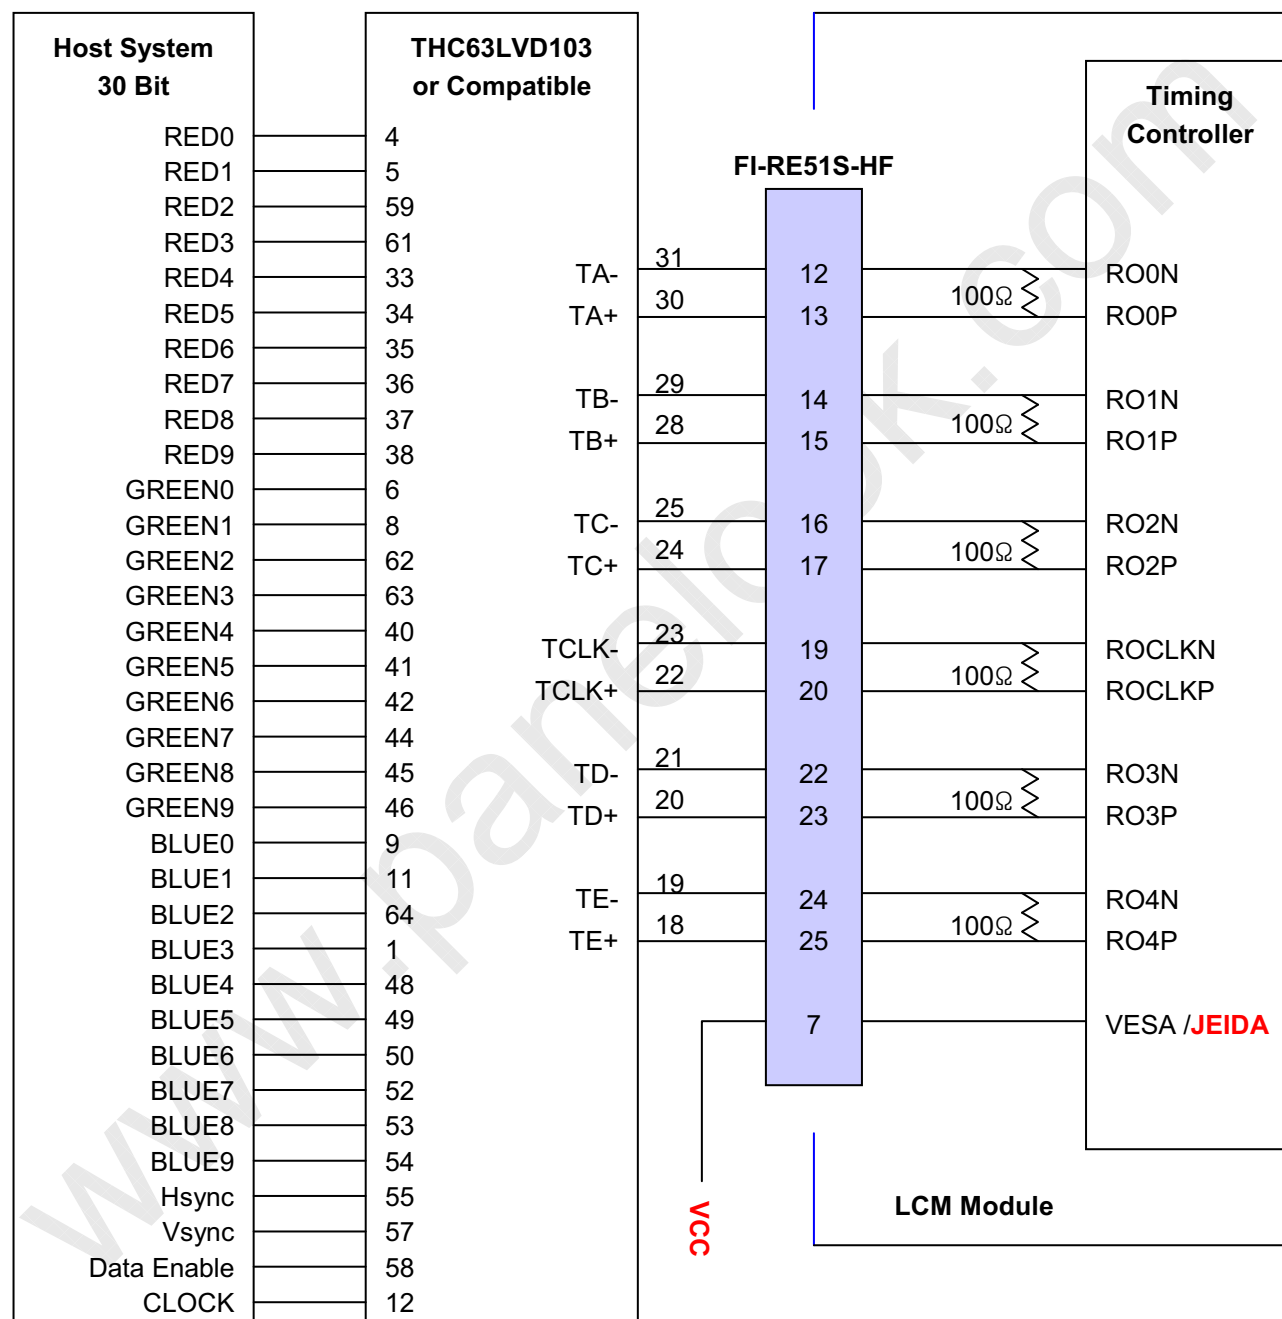 Host System
30 Bit
RED0
RED1
RED2
RED3
RED4
RED5
RED6
RED7
RED8
RED9
GREEN0
GREEN1
GREEN2
GREEN3
GREEN4
GREEN5
GREEN6
GREEN7
GREEN8
GREEN9
BLUE0
BLUE1
BLUE2
BLUE3
BLUE4
BLUE5
BLUE6
BLUE7
BLUE8
BLUE9
Hsync
Vsync
Data Enable
CLOCK
THC63LVD103
or Compatible
4
5
59
61
33
34
35
36
37
38
6
8
62
63
40
41
42
44
45
46
9
11
64
1
48
49
50
52
53
54
55
57
58
12
TA-
TA+
TB-
TB+
TC-
TC+
TCLK-
TCLK+
TD-
TD+
TE-
TE+
31
30
29
28
25
24
23
22
21
20
19
18
FI-RE51S-HF
12
13
14
15
16
17
19
20
22
23
24
25
7
VCC
100Ω
100Ω
100Ω
100Ω
100Ω
100Ω
Timing
Controller
RO0N
RO0P
RO1N
RO1P
RO2N
RO2P
ROCLKN
ROCLKP
RO3N
RO3P
RO4N
RO4P
VESA /JEIDA
LCM Module
www.panelook.com